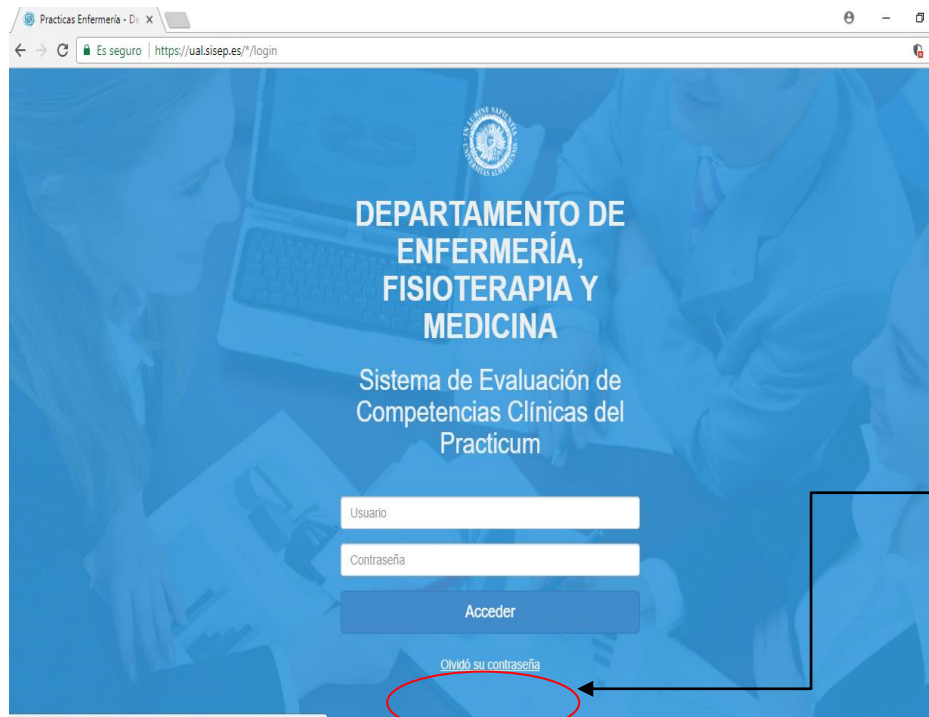 Practicas Enfermería - De
Es seguro | https://ual.sisep.es/*/login
DEPARTAMENTO DE
ENFERMERÍA,
FISIOTERAPIA Y
MEDICINA
Sistema de Evaluación de
Competencias Clínicas del
Practicum
Usuario
Contraseña
Acceder
Olvidó su contraseña